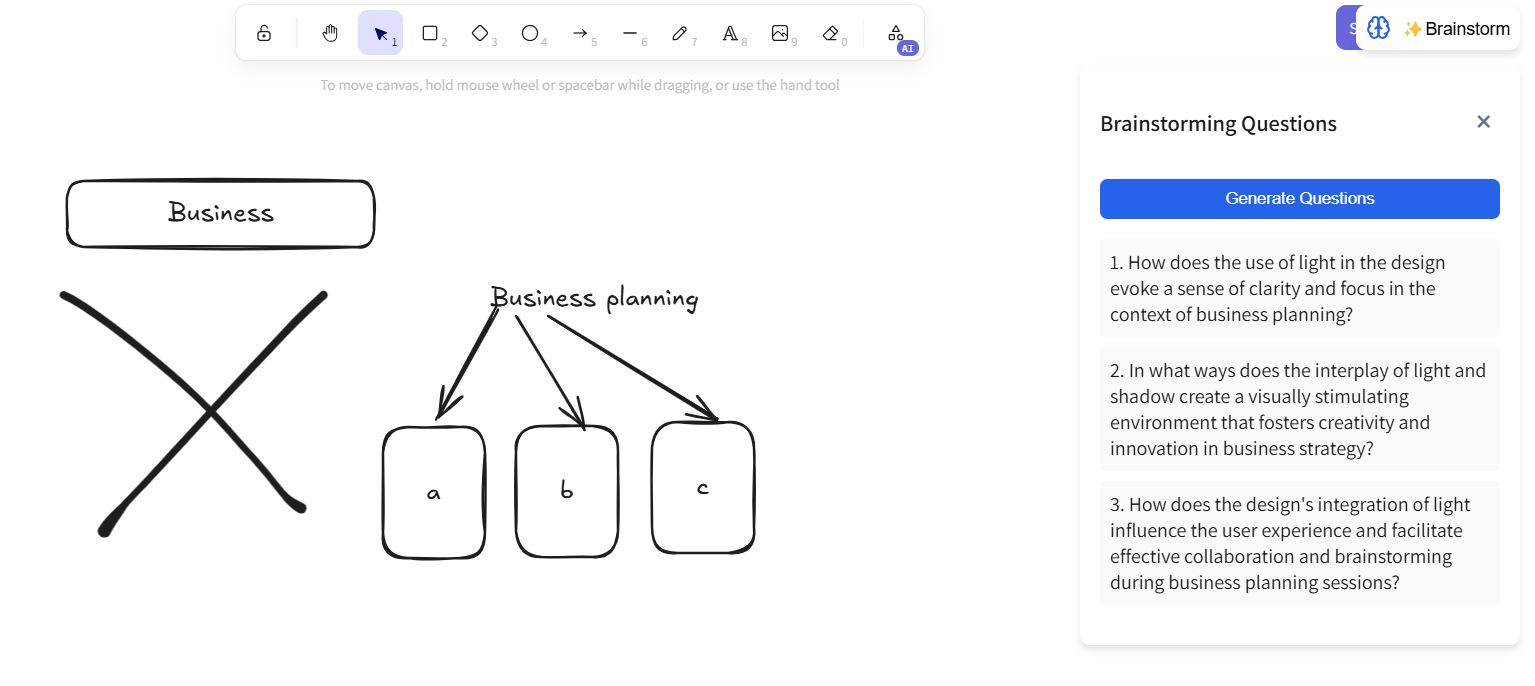 1
2
3
4
5
6
7
8
9
0
AI
S
✨Brainstorm
To move canvas, hold mouse wheel or spacebar while dragging, or use the hand tool
Brainstorming Questions
×
Generate Questions
1. How does the use of light in the design
evoke a sense of clarity and focus in the
context of business planning?
2. In what ways does the interplay of light and
shadow create a visually stimulating
environment that fosters creativity and
innovation in business strategy?
3. How does the design's integration of light
influence the user experience and facilitate
effective collaboration and brainstorming
during business planning sessions?
Business
Business planning
a
b
c